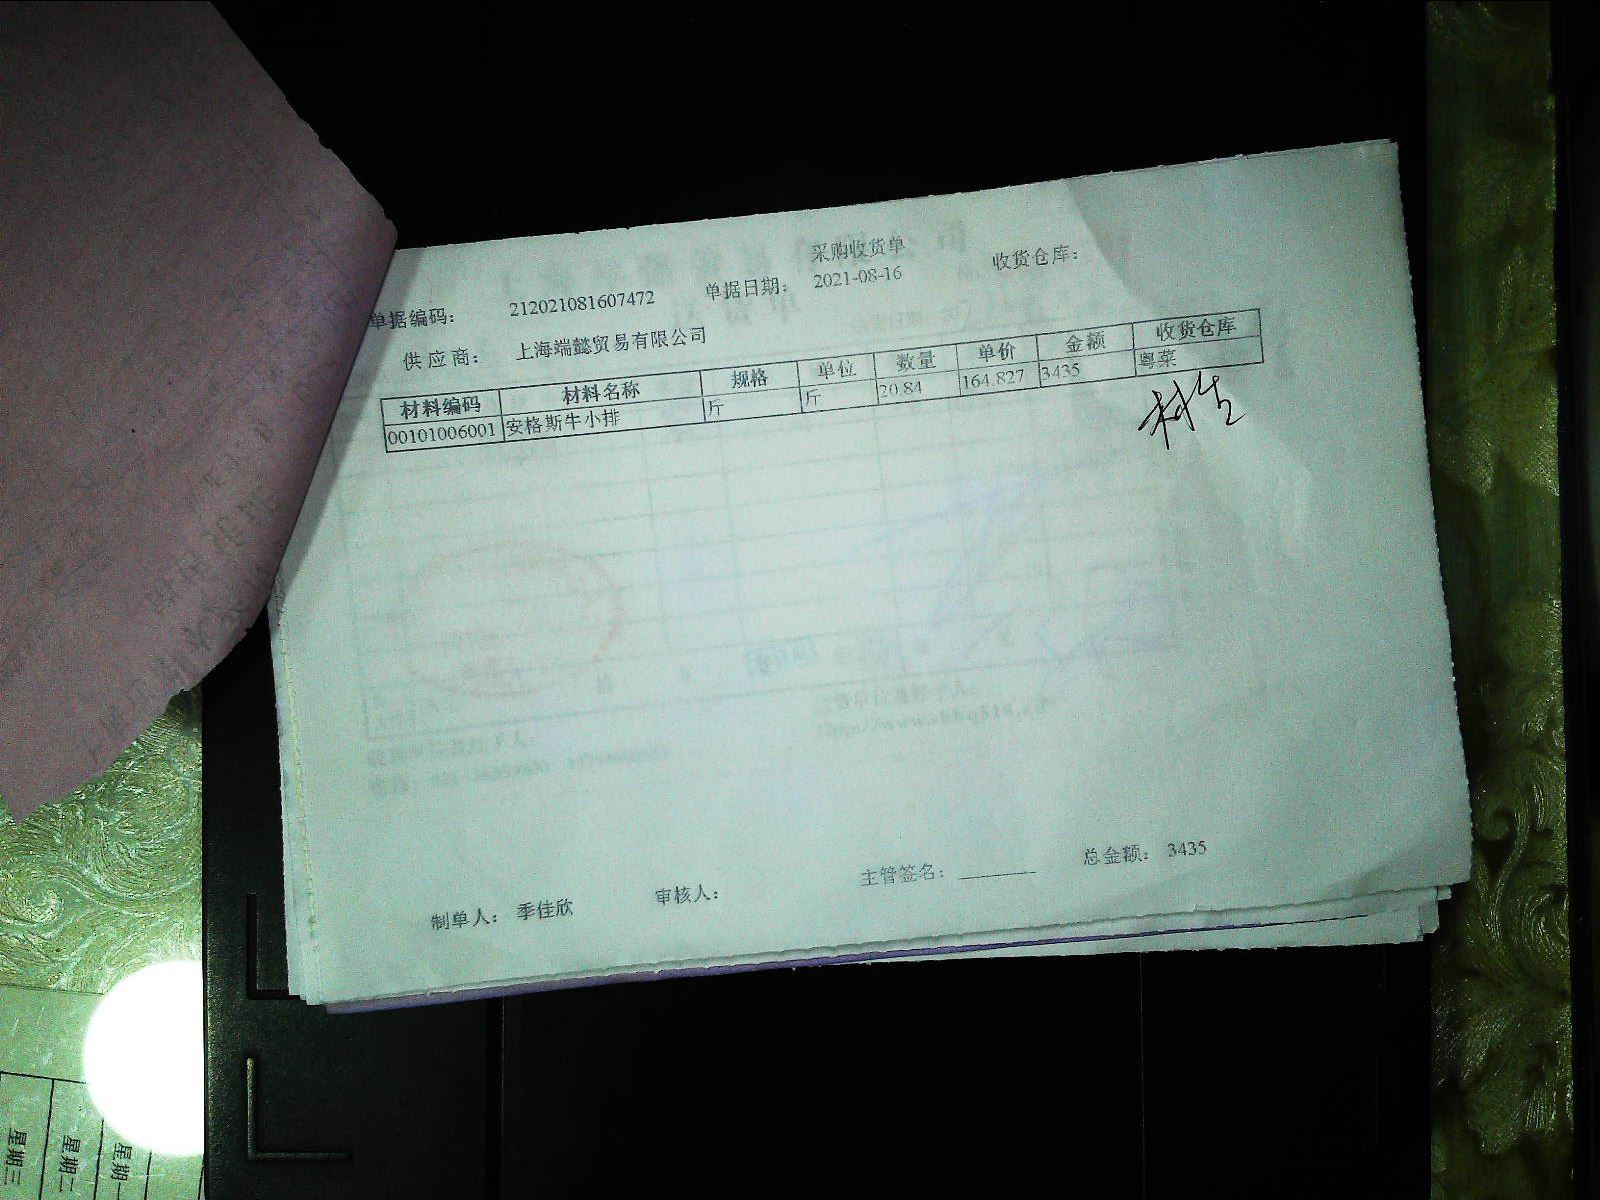 采购收货单
单据编码: 212021081607472 单据日期: 2021-08-16 收货仓库:
供应商: 上海端懿贸易有限公司
材料编码 材料名称 规格 单位 数量 单价 金额 收货仓库
00101006001 安格斯牛小排 斤 斤 20.84 164.827 3435 粤菜
制单人: 季佳欣 审核人: 主管签名: 总金额: 3435
星期一
星期二
星期三